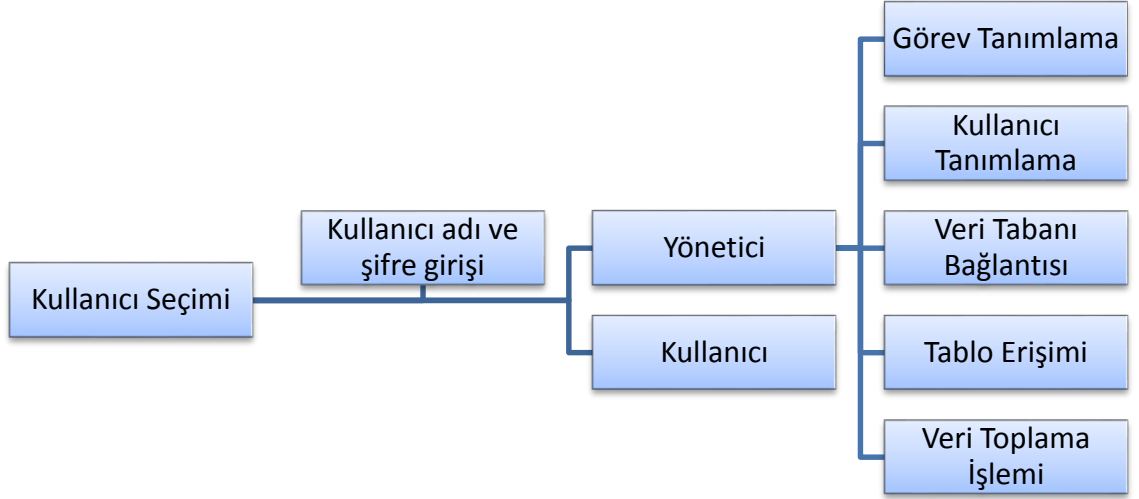 Kullanıcı Seçimi
Kullanıcı adı ve
şifre girişi
Yönetici
Kullanıcı
Görev Tanımlama
Kullanıcı
Tanımlama
Veri Tabanı
Bağlantısı
Tablo Erişimi
Veri Toplama
İşlemi